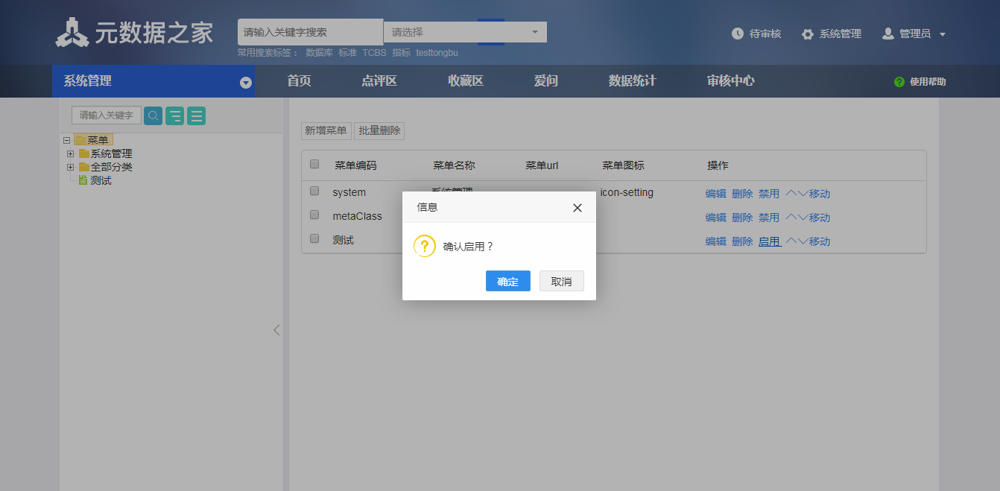 元数据之家
请输入关键字搜索
请选择
常用搜索标签： 数据库 标准 TCBS 指标 testtongbu
待审核 系统管理 管理员
系统管理 首页 点评区 收藏区 爱问 数据统计 审核中心 使用帮助
请输入关键字
菜单
系统管理
全部分类
测试
新增菜单 批量删除
菜单编码 菜单名称 菜单url 菜单图标 操作
system 系统管理 icon-setting 编辑 删除 禁用 移动
metaClass 编辑 删除 禁用 移动
测试 编辑 删除 启用 移动
信息
确认启用？
确定 取消